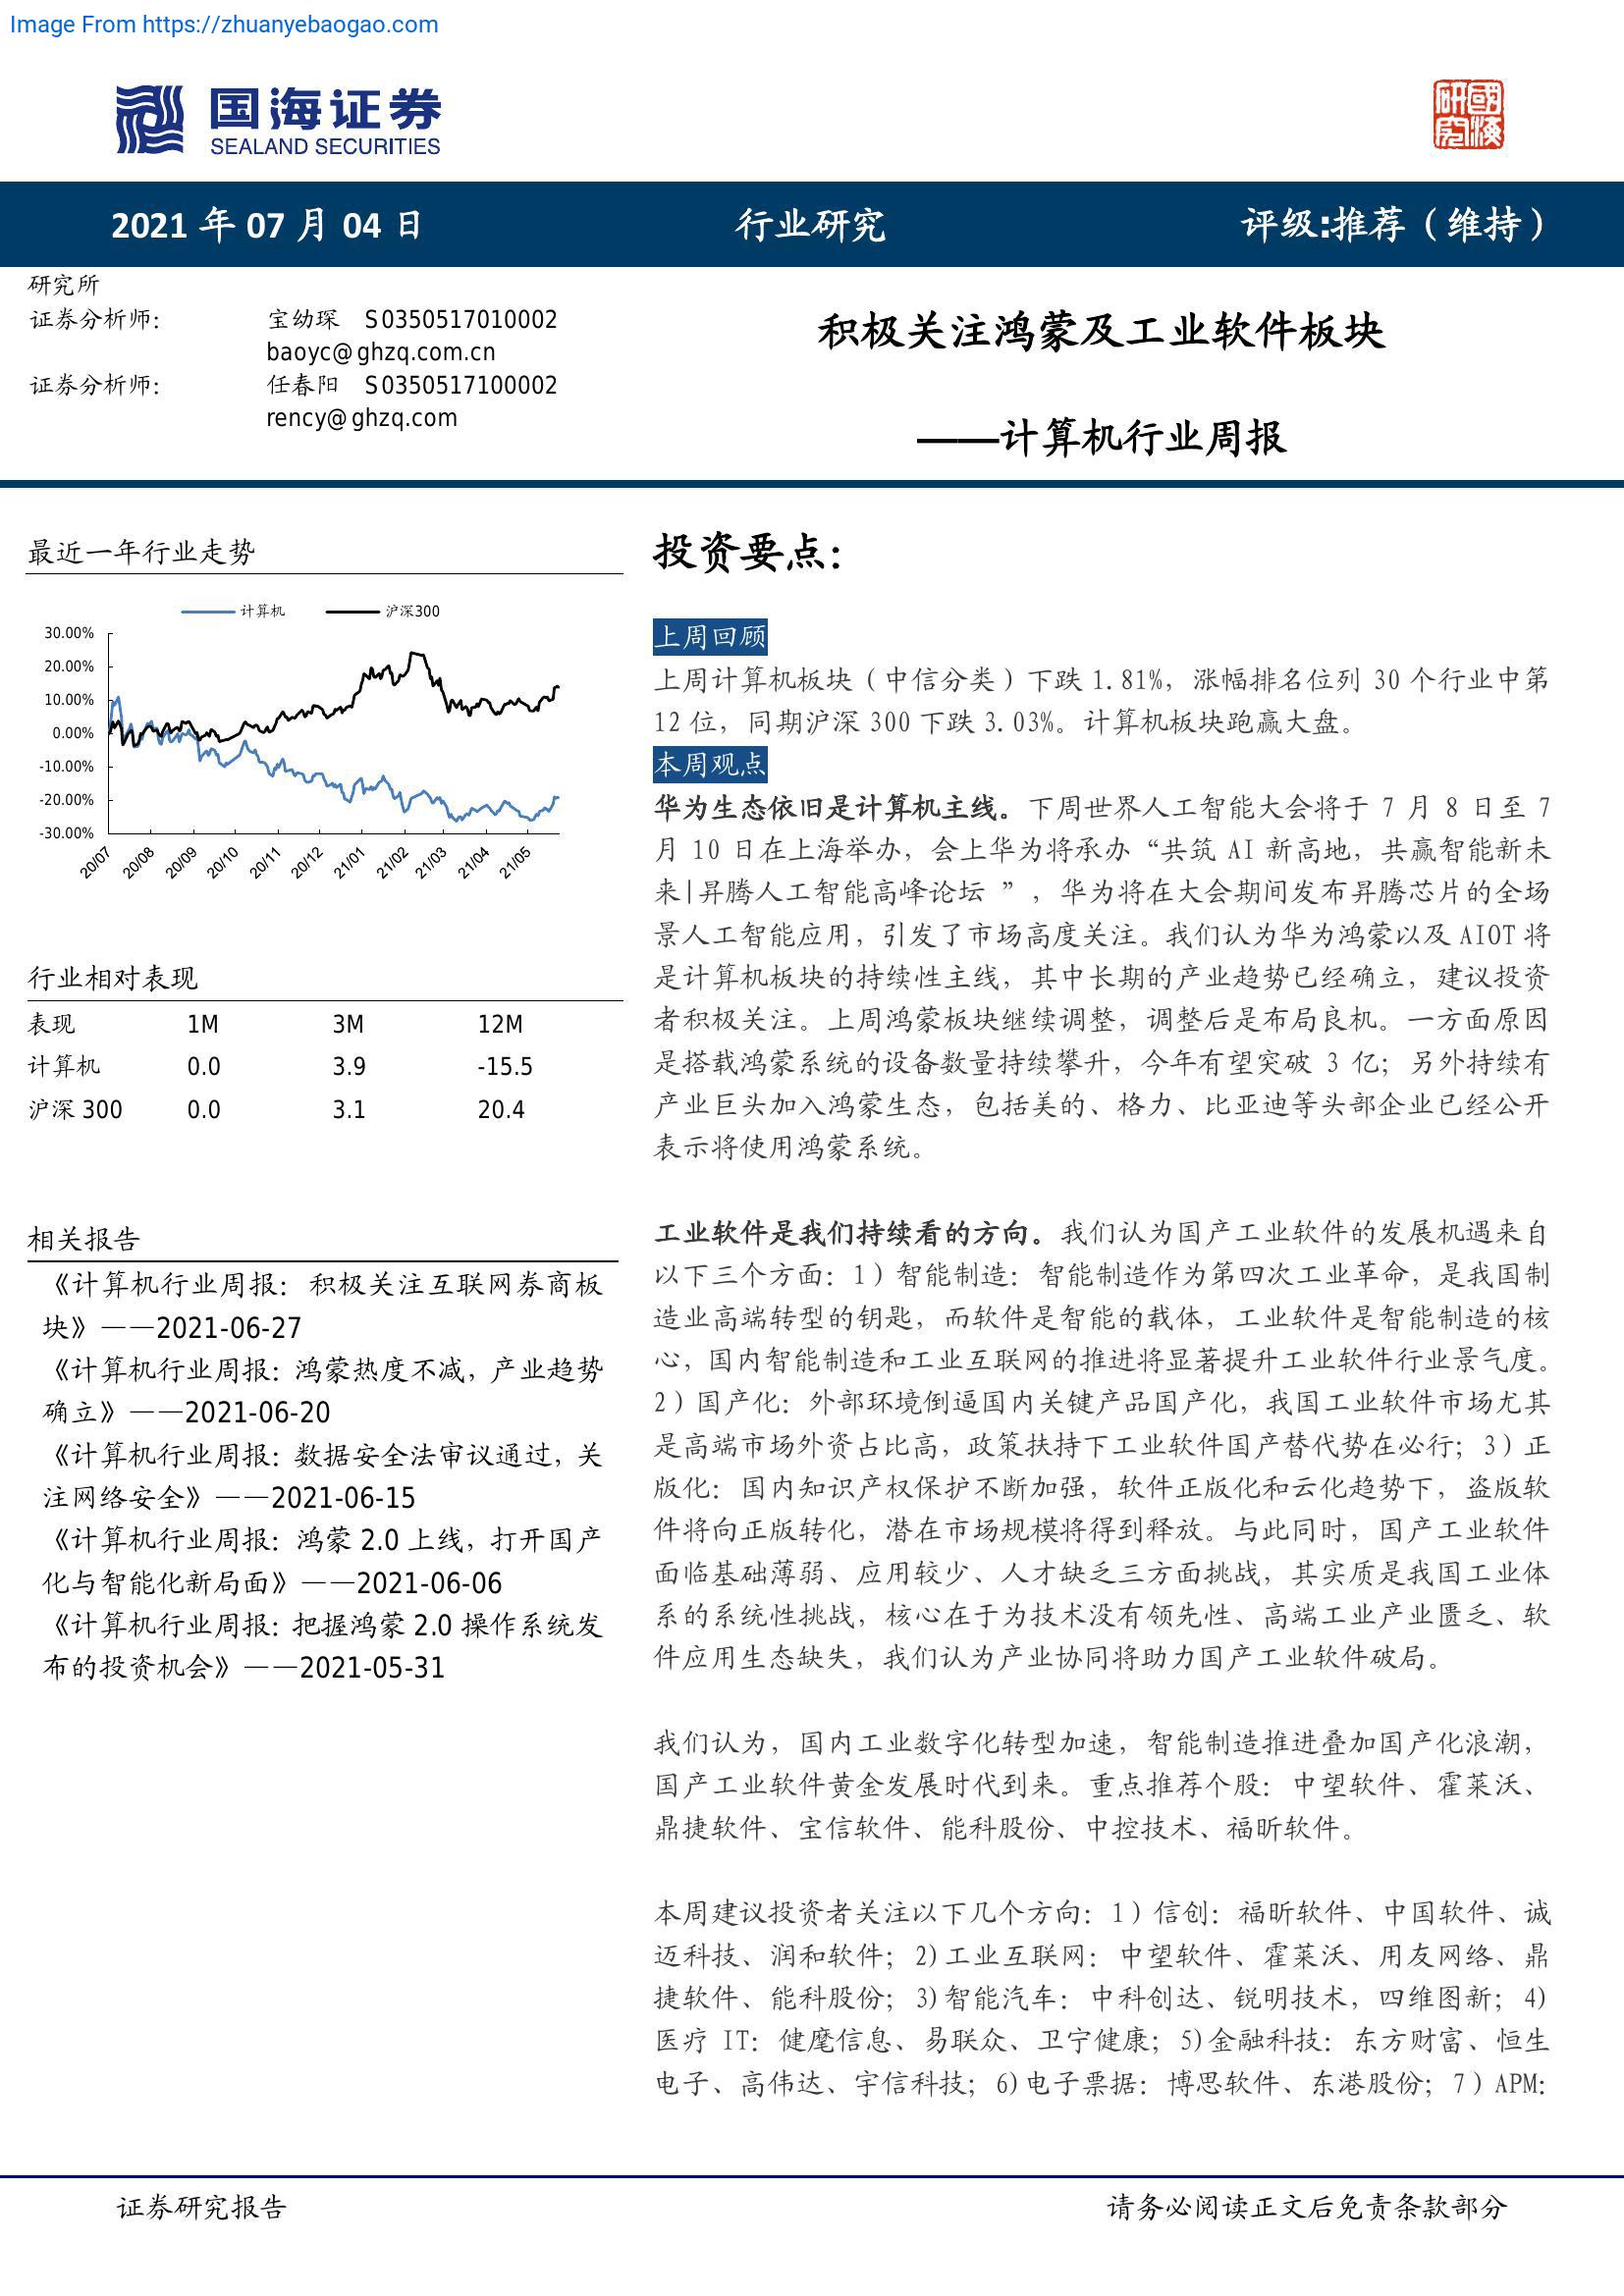 Image From https://zhuanyebaogao.com
国海证券
SEALAND SECURITIES
國海研究
2021 年 07 月 04 日
行业研究
评级:推荐（维持）
研究所
证券分析师： 宝幼琛 S0350517010002
baoyc@ghzq.com.cn
证券分析师： 任春阳 S0350517100002
rency@ghzq.com
积极关注鸿蒙及工业软件板块
——计算机行业周报
最近一年行业走势
计算机 沪深300
30.00%
20.00%
10.00%
0.00%
-10.00%
-20.00%
-30.00%
20/07 20/08 20/09 20/10 20/11 20/12 21/01 21/02 21/03 21/04 21/05
行业相对表现
表现 1M 3M 12M
计算机 0.0 3.9 -15.5
沪深 300 0.0 3.1 20.4
相关报告
《计算机行业周报：积极关注互联网券商板
块》——2021-06-27
《计算机行业周报：鸿蒙热度不减，产业趋势
确立》——2021-06-20
《计算机行业周报：数据安全法审议通过，关
注网络安全》——2021-06-15
《计算机行业周报：鸿蒙 2.0 上线，打开国产
化与智能化新局面》——2021-06-06
《计算机行业周报：把握鸿蒙 2.0 操作系统发
布的投资机会》——2021-05-31
投资要点：
上周回顾
上周计算机板块（中信分类）下跌 1.81%，涨幅排名位列 30 个行业中第
12 位，同期沪深 300 下跌 3.03%。计算机板块跑赢大盘。
本周观点
华为生态依旧是计算机主线。下周世界人工智能大会将于 7 月 8 日至 7
月 10 日在上海举办，会上华为将承办“共筑 AI 新高地，共赢智能新未
来|昇腾人工智能高峰论坛 ”，华为将在大会期间发布昇腾芯片的全场
景人工智能应用，引发了市场高度关注。我们认为华为鸿蒙以及 AIOT 将
是计算机板块的持续性主线，其中长期的产业趋势已经确立，建议投资
者积极关注。上周鸿蒙板块继续调整，调整后是布局良机。一方面原因
是搭载鸿蒙系统的设备数量持续攀升，今年有望突破 3 亿；另外持续有
产业巨头加入鸿蒙生态，包括美的、格力、比亚迪等头部企业已经公开
表示将使用鸿蒙系统。
工业软件是我们持续看的方向。我们认为国产工业软件的发展机遇来自
以下三个方面：1）智能制造：智能制造作为第四次工业革命，是我国制
造业高端转型的钥匙，而软件是智能的载体，工业软件是智能制造的核
心，国内智能制造和工业互联网的推进将显著提升工业软件行业景气度。
2）国产化：外部环境倒逼国内关键产品国产化，我国工业软件市场尤其
是高端市场外资占比高，政策扶持下工业软件国产替代势在必行；3）正
版化：国内知识产权保护不断加强，软件正版化和云化趋势下，盗版软
件将向正版转化，潜在市场规模将得到释放。与此同时，国产工业软件
面临基础薄弱、应用较少、人才缺乏三方面挑战，其实质是我国工业体
系的系统性挑战，核心在于为技术没有领先性、高端工业产业匮乏、软
件应用生态缺失，我们认为产业协同将助力国产工业软件破局。
我们认为，国内工业数字化转型加速，智能制造推进叠加国产化浪潮，
国产工业软件黄金发展时代到来。重点推荐个股：中望软件、霍莱沃、
鼎捷软件、宝信软件、能科股份、中控技术、福昕软件。
本周建议投资者关注以下几个方向：1）信创：福昕软件、中国软件、诚
迈科技、润和软件；2)工业互联网：中望软件、霍莱沃、用友网络、鼎
捷软件、能科股份；3)智能汽车：中科创达、锐明技术，四维图新；4)
医疗 IT：健麾信息、易联众、卫宁健康；5)金融科技：东方财富、恒生
电子、高伟达、宇信科技；6)电子票据：博思软件、东港股份；7）APM：
证券研究报告
请务必阅读正文后免责条款部分